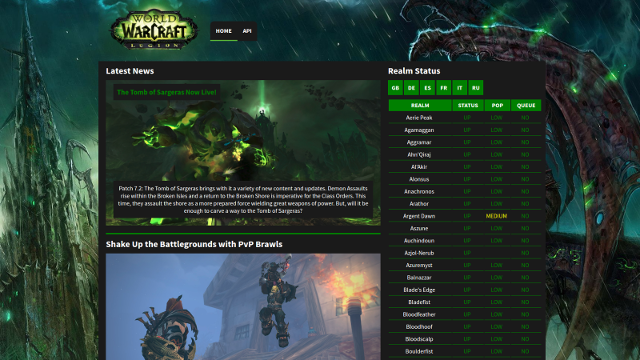 WORLD
OF
WARCRAFT
LEGION
HOME API
Latest News
The Tomb of Sargeras Now Live!
Patch 7.2: The Tomb of Sargeras brings with it a variety of new content and updates. Demon Assaults
rise within the Broken Isles and a return to the Broken Shore is imperative for the Class Orders. This
time, they assault the shore as a more prepared force wielding great weapons of power. But, will it be
enough to carve a way to the Tomb of Sargeras?
Shake Up the Battlegrounds with PvP Brawls
Realm Status
GB DE ES FR IT RU
REALM STATUS POP QUEUE
Aerie Peak UP LOW NO
Agamaggan UP LOW NO
Aggramar UP LOW NO
Ahn'Qiraj UP LOW NO
Al'Akir UP LOW NO
Alonsus UP LOW NO
Anachronos UP LOW NO
Arathor UP LOW NO
Argent Dawn UP MEDIUM NO
Aszune UP LOW NO
Auchindoun UP LOW NO
Azjol-Nerub UP LOW NO
Azuremyst UP LOW NO
Balnazzar UP LOW NO
Blade's Edge UP LOW NO
Bladefist UP LOW NO
Bloodfeather UP LOW NO
Bloodhoof UP LOW NO
Bloodscalp UP LOW NO
Boulderfist UP LOW NO